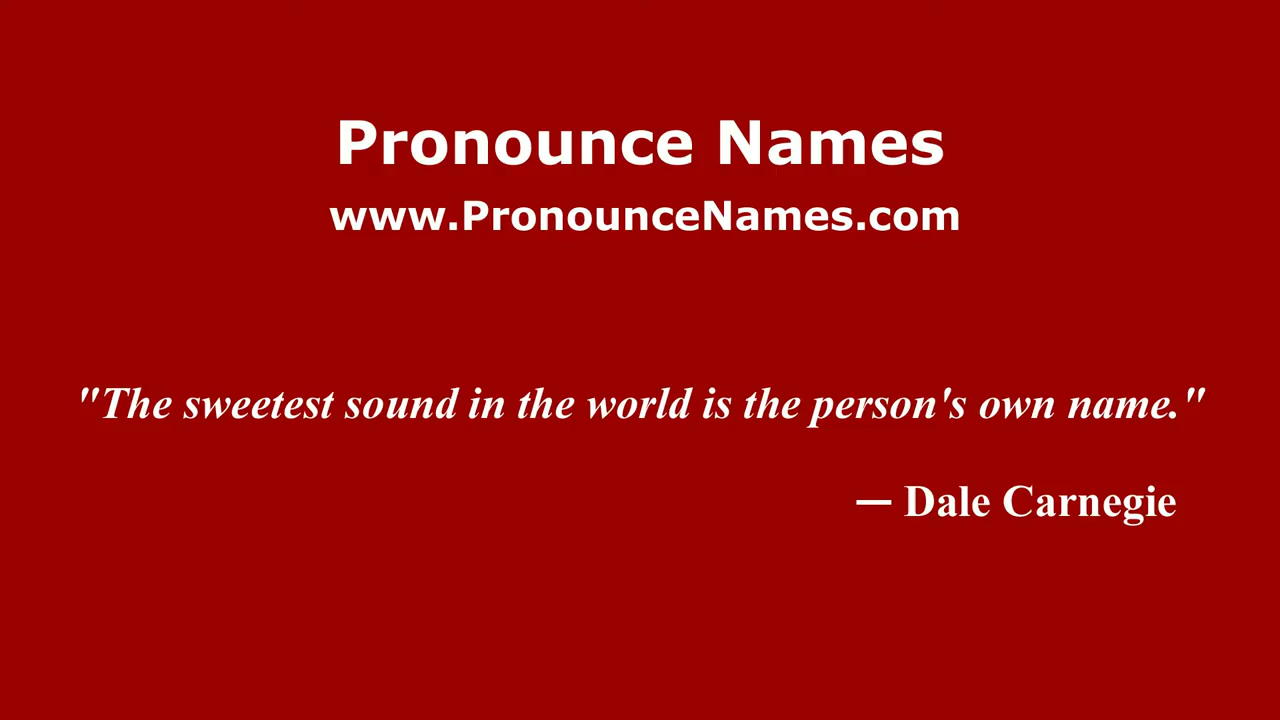 Pronounce Names
www.PronounceNames.com
"The sweetest sound in the world is the person's own name."
— Dale Carnegie